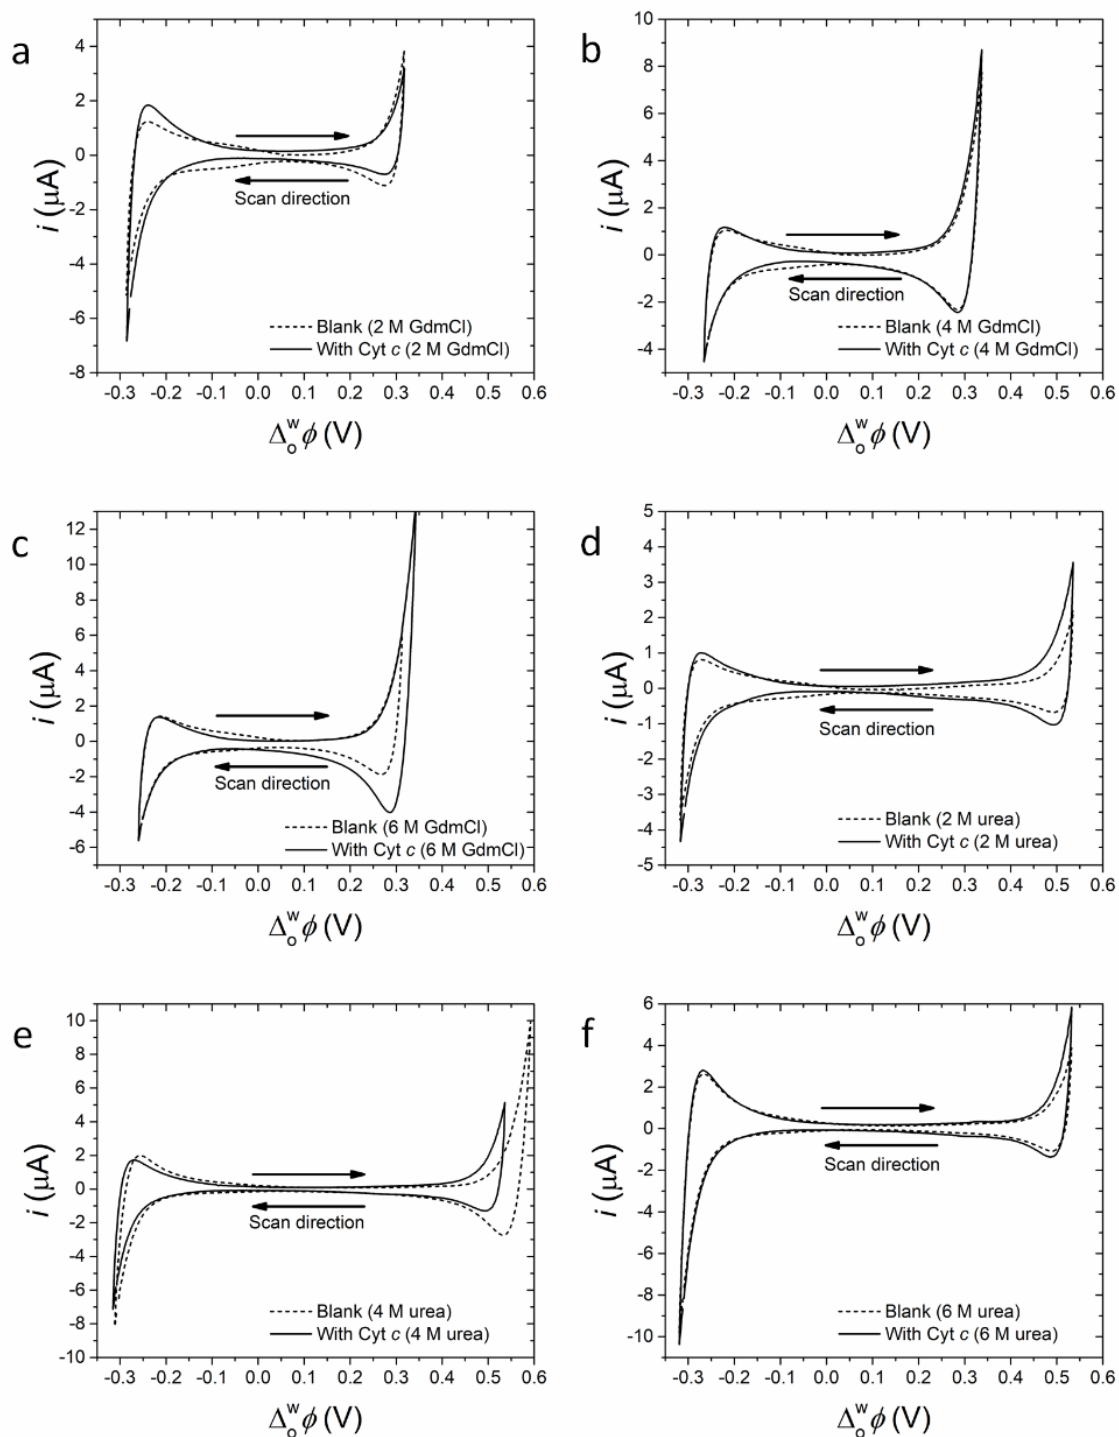 a
4
2
0
-2
-4
-6
-8
i (μA)
Scan direction
Blank (2 M GdmCl)
With Cyt c (2 M GdmCl)
-0.3 -0.2 -0.1 0.0 0.1 0.2 0.3 0.4 0.5 0.6
Δ_o^w ϕ (V)
b
10
8
6
4
2
0
-2
-4
i (μA)
Scan direction
Blank (4 M GdmCl)
With Cyt c (4 M GdmCl)
-0.3 -0.2 -0.1 0.0 0.1 0.2 0.3 0.4 0.5 0.6
Δ_o^w ϕ (V)
c
12
10
8
6
4
2
0
-2
-4
-6
i (μA)
Scan direction
Blank (6 M GdmCl)
With Cyt c (6 M GdmCl)
-0.3 -0.2 -0.1 0.0 0.1 0.2 0.3 0.4 0.5 0.6
Δ_o^w ϕ (V)
d
5
4
3
2
1
0
-1
-2
-3
-4
-5
i (μA)
Scan direction
Blank (2 M urea)
With Cyt c (2 M urea)
-0.3 -0.2 -0.1 0.0 0.1 0.2 0.3 0.4 0.5 0.6
Δ_o^w ϕ (V)
e
10
8
6
4
2
0
-2
-4
-6
-8
-10
i (μA)
Scan direction
Blank (4 M urea)
With Cyt c (4 M urea)
-0.3 -0.2 -0.1 0.0 0.1 0.2 0.3 0.4 0.5 0.6
Δ_o^w ϕ (V)
f
6
4
2
0
-2
-4
-6
-8
-10
i (μA)
Scan direction
Blank (6 M urea)
With Cyt c (6 M urea)
-0.3 -0.2 -0.1 0.0 0.1 0.2 0.3 0.4 0.5 0.6
Δ_o^w ϕ (V)